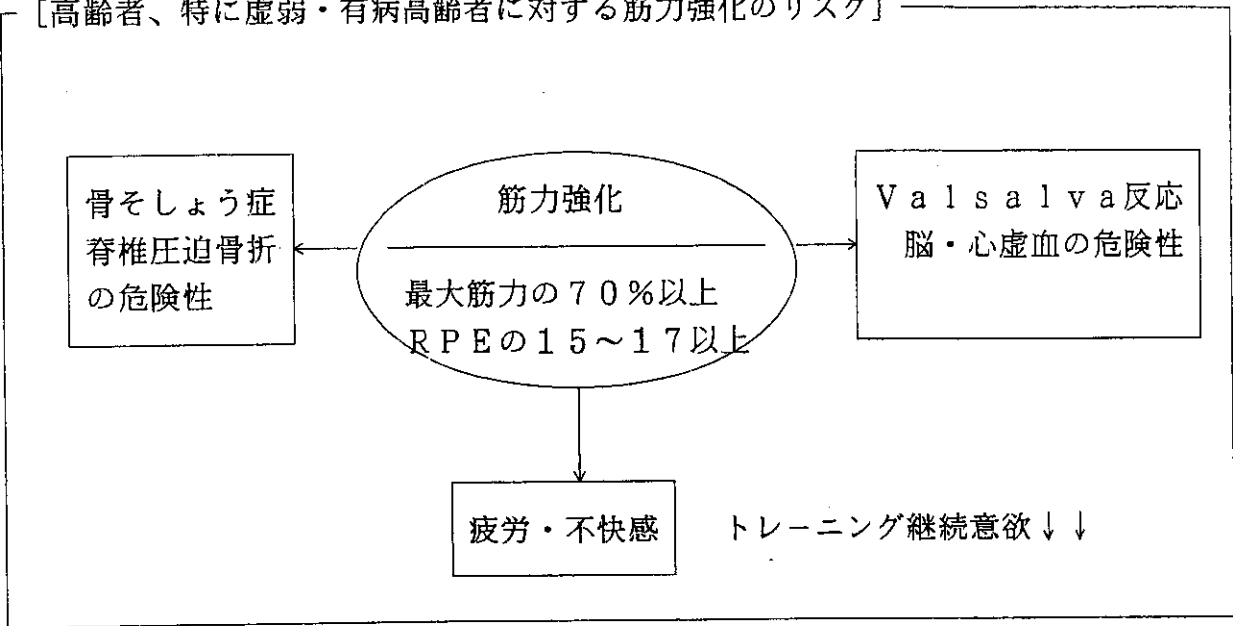 ［高齢者、特に虚弱・有病高齢者に対する筋力強化のリスク］
骨そしょう症
脊椎圧迫骨折
の危険性
筋力強化
最大筋力の７０％以上
ＲＰＥの１５～１７以上
Ｖａｌｓａｌｖａ反応
脳・心虚血の危険性
疲労・不快感
トレーニング継続意欲↓↓